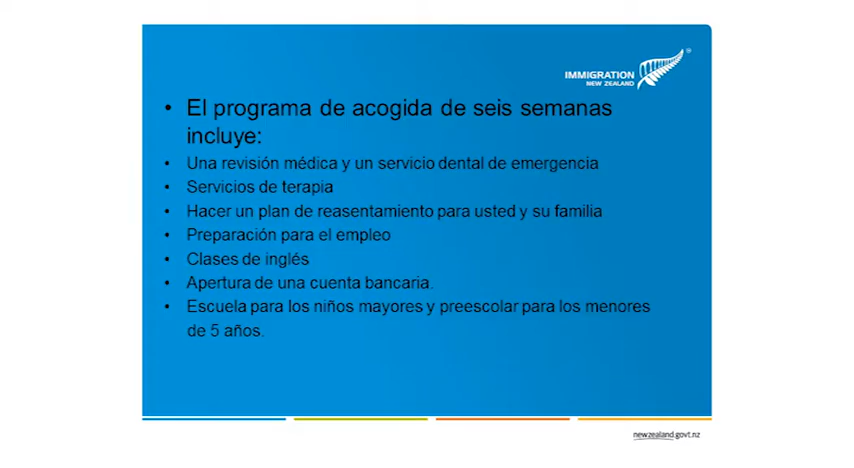 IMMIGRATION
NEW ZEALAND
• El programa de acogida de seis semanas
incluye:
• Una revisión médica y un servicio dental de emergencia
• Servicios de terapia
• Hacer un plan de reasentamiento para usted y su familia
• Preparación para el empleo
• Clases de inglés
• Apertura de una cuenta bancaria.
• Escuela para los niños mayores y preescolar para los menores
de 5 años.
newzealand.govt.nz